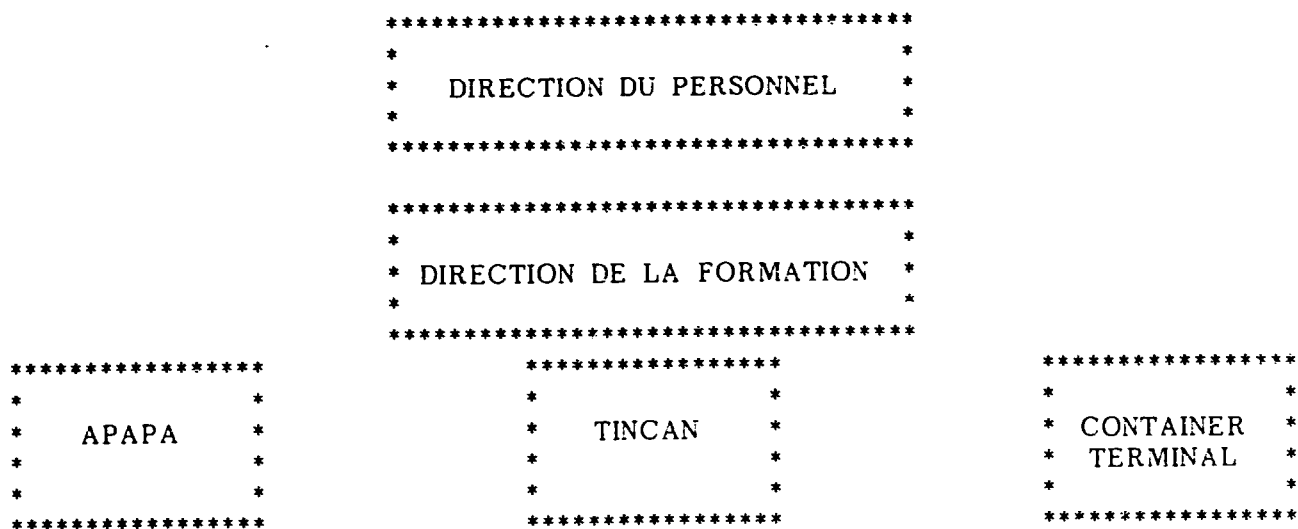 DIRECTION DU PERSONNEL
DIRECTION DE LA FORMATION
APAPA
TINCAN
CONTAINER
TERMINAL